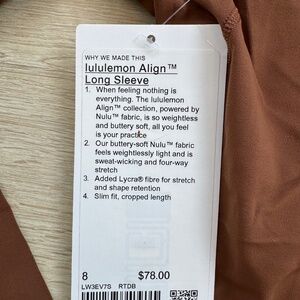 WHY WE MADE THIS
lululemon Align™
Long Sleeve
1. When feeling nothing is
everything. The lululemon
Align™ collection, powered by
Nulu™ fabric, is so weightless
and buttery soft, all you feel
is your practice
2. Our buttery-soft Nulu™ fabric
feels weightlessly light and is
sweat-wicking and four-way
stretch
3. Added Lycra® fibre for stretch
and shape retention
4. Slim fit, cropped length
8 $78.00
LW3EV7S RTDB